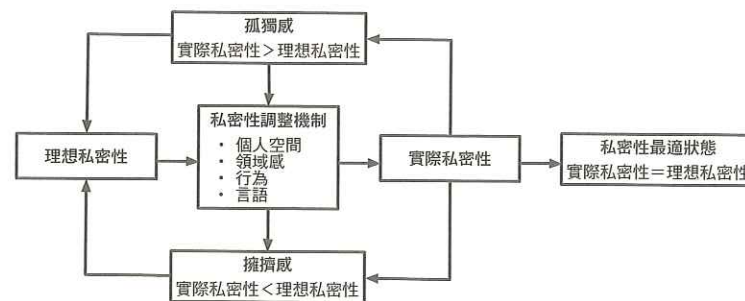 孤獨感
實際私密性＞理想私密性
理想私密性
私密性調整機制
・個人空間
・領域感
・行為
・言語
實際私密性
私密性最適狀態
實際私密性＝理想私密性
擁擠感
實際私密性＜理想私密性